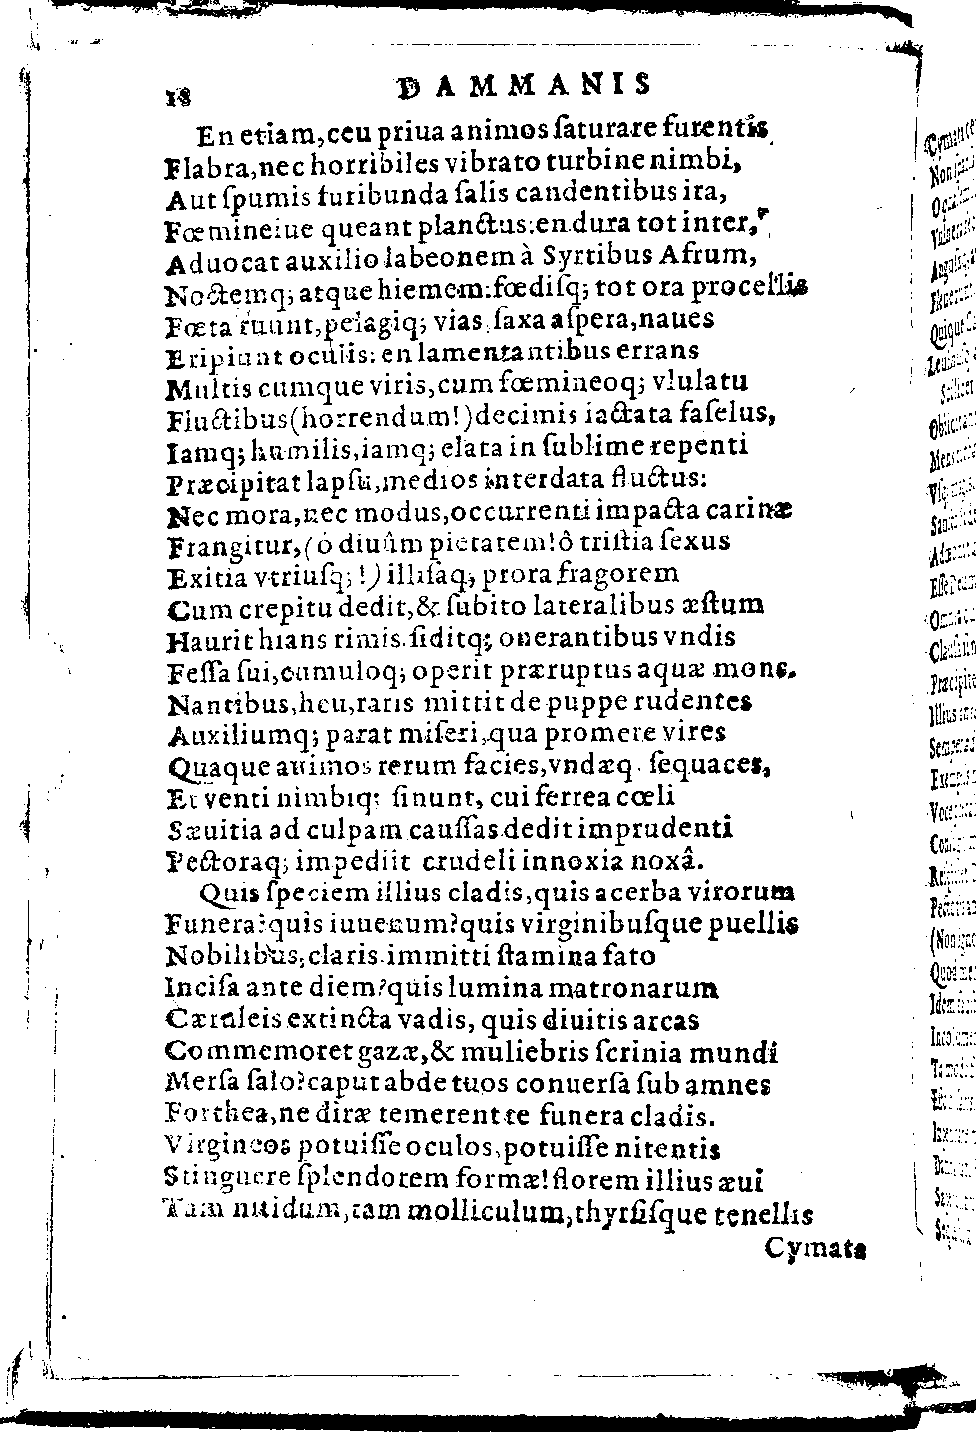 18 DAMMANIS
En etiam, ceu priua animos ſaturare furentis
Flabra, nec horribiles vibrato turbine nimbi,
Aut ſpumis furibunda ſalis candentibus ira,
Fœmineiue queant planctus: en dura tot inter,
Aduocat auxilio labeonem à Syrtibus Afrum,
Noctemq; atque hiemem: fœdiſq; tot ora procellis
Fœta ruunt, pelagiq; vias, ſaxa aſpera, naues
Eripiunt oculis: en lamentantibus errans
Multis cumque viris, cum fœmineoq; vlulatu
Fluctibus (horrendum!) decimis iactata faſelus,
Iamq; humilis, iamq; elata in ſublime repenti
Præcipitat lapſu, medios interdata fluctus:
Nec mora, nec modus, occurrenti impacta carinæ
Frangitur, (ô diuûm pietatem! ô triſtia ſexus
Exitia vtriuſq; !) illiſaq; prora fragorem
Cum crepitu dedit, & ſubito lateralibus æſtum
Haurit hians rimis. ſiditq; onerantibus vndis
Feſſa ſui, cumuloq; operit præruptus aquæ mons.
Nantibus, heu, raris mittit de puppe rudentes
Auxiliumq; parat miſeri, qua promere vires
Quaque animos rerum facies, vndæq. ſequaces,
Et venti nimbiq; ſinunt, cui ferrea cœli
Sæuitia ad culpam cauſſas dedit imprudenti
Pectoraq; impediit crudeli innoxia noxâ.
Quis ſpeciem illius cladis, quis acerba virorum
Funera? quis iuuenum? quis virginibuſque puellis
Nobilibus, claris immitti ſtamina fato
Inciſa ante diem? quis lumina matronarum
Cæruleis extincta vadis, quis diuitis arcas
Commemoret gazæ, & muliebris ſcrinia mundi
Merſa ſalo? caput abde tuos conuerſa ſub amnes
Forthea, ne diræ temerent te funera cladis.
Virgineos potuiſſe oculos, potuiſſe nitentis
Stinguere ſplendorem formæ! florem illius æui
Tam nitidum, tam molliculum, thyrſiſque tenellis
Cymata